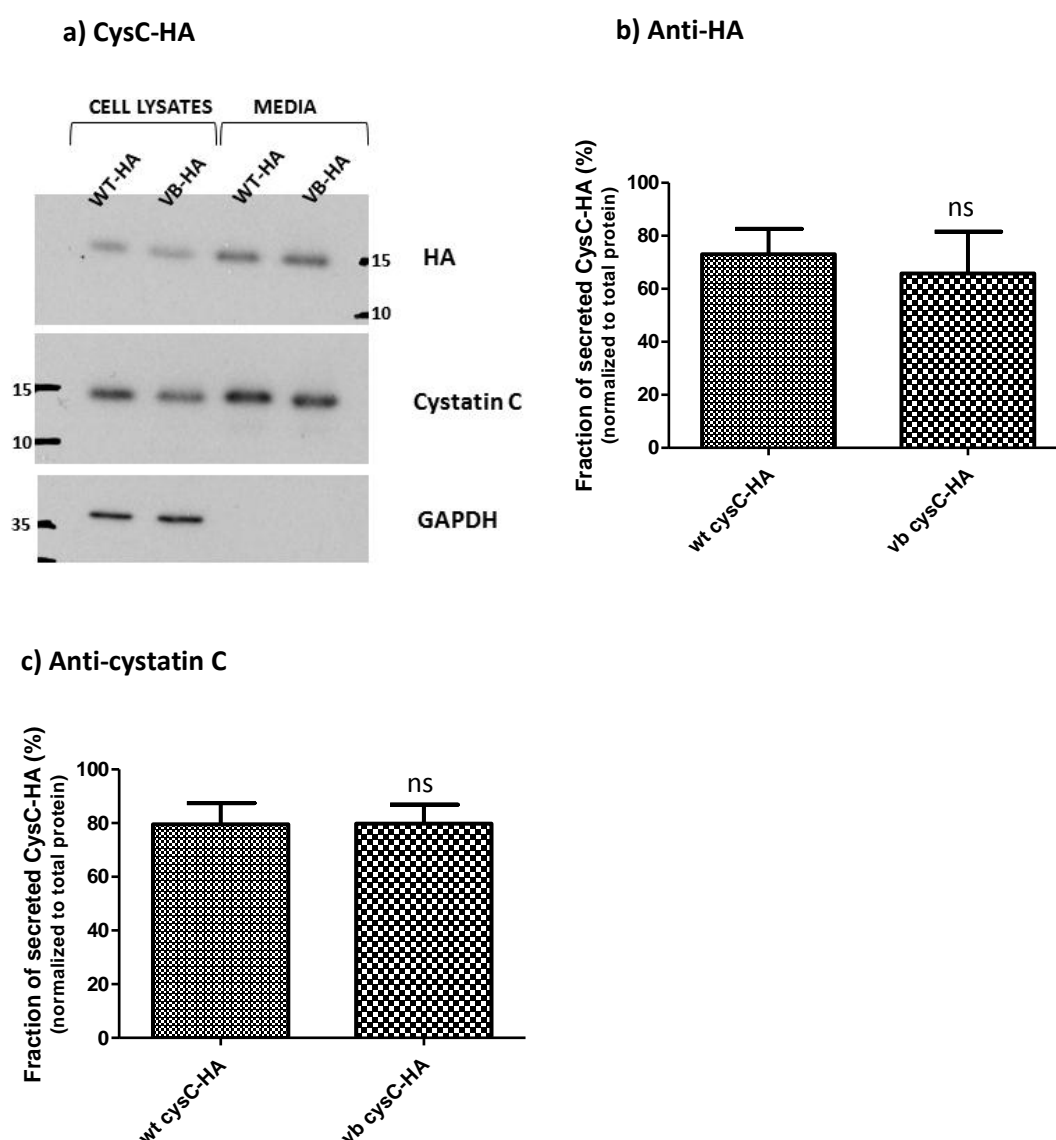 a) CysC-HA
CELL LYSATES MEDIA
WT-HA VB-HA WT-HA VB-HA
15 HA
10
15 Cystatin C
10
35 GAPDH
b) Anti-HA
Fraction of secreted CysC-HA (%)
(normalized to total protein)
100
80
60
40
20
0
ns
wt cysC-HA
vb cysC-HA
c) Anti-cystatin C
Fraction of secreted CysC-HA (%)
(normalized to total protein)
100
80
60
40
20
0
ns
wt cysC-HA
vb cysC-HA